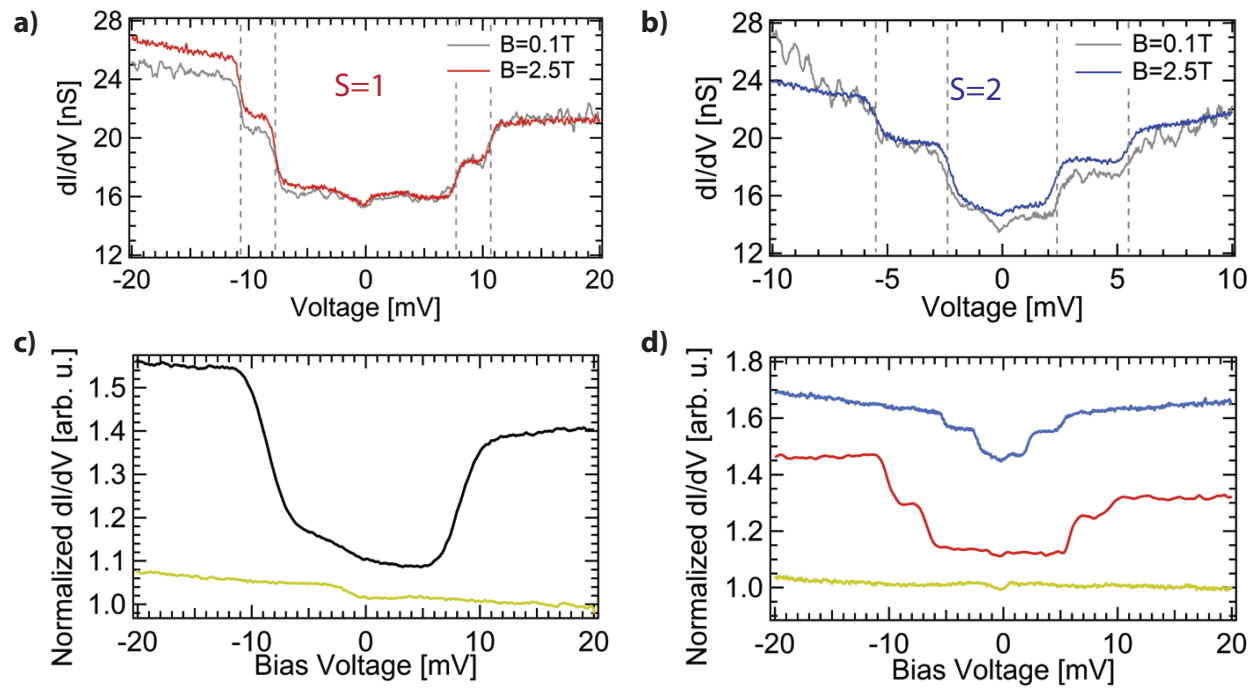 a)
dI/dV [nS]
28
24
20
16
12
S=1
B=0.1T
B=2.5T
-20
-10
0
10
20
Voltage [mV]
b)
dI/dV [nS]
28
24
20
16
12
S=2
B=0.1T
B=2.5T
-10
-5
0
5
10
Voltage [mV]
c)
Normalized dI/dV [arb. u.]
1.5
1.4
1.3
1.2
1.1
1.0
-20
-10
0
10
20
Bias Voltage [mV]
d)
Normalized dI/dV [arb. u.]
1.8
1.6
1.4
1.2
1.0
-20
-10
0
10
20
Bias Voltage [mV]